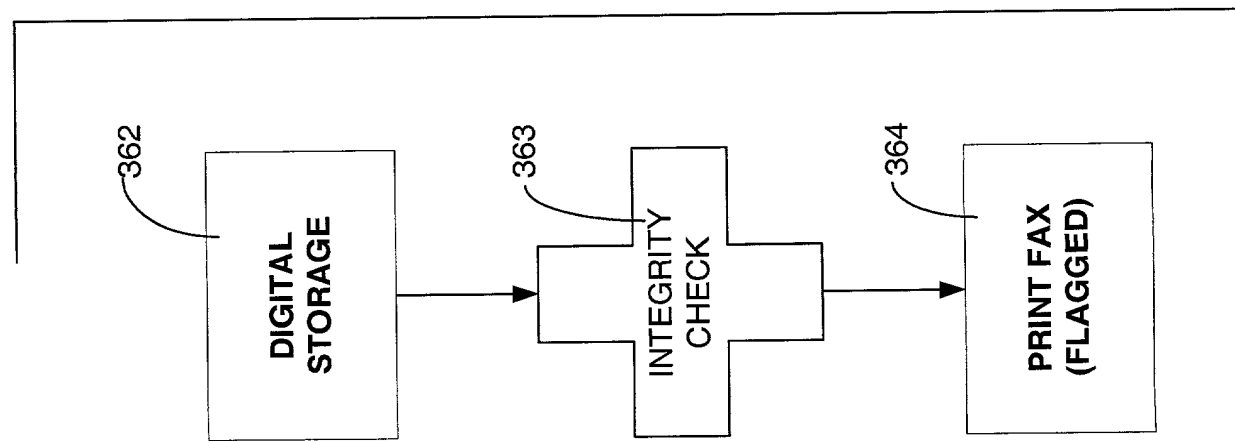 362
DIGITAL
STORAGE
363
INTEGRITY
CHECK
364
PRINT FAX
(FLAGGED)